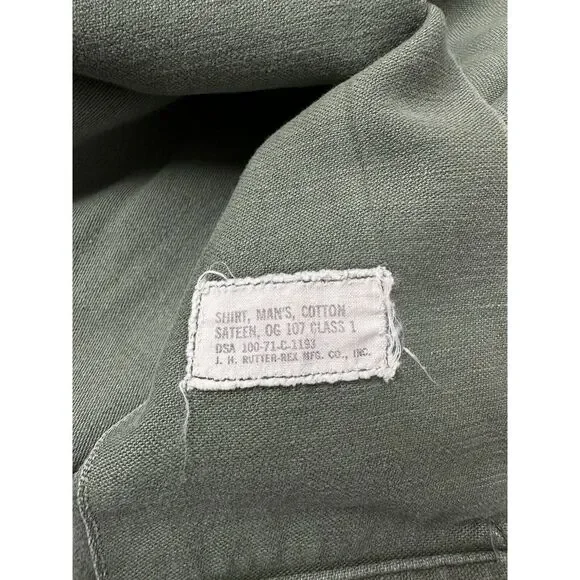 SHIRT, MAN'S, COTTON
SATEEN, OG 107 CLASS 1
DSA 100-71-C-1193
J. H. RUTTER-REX MFG. CO., INC.